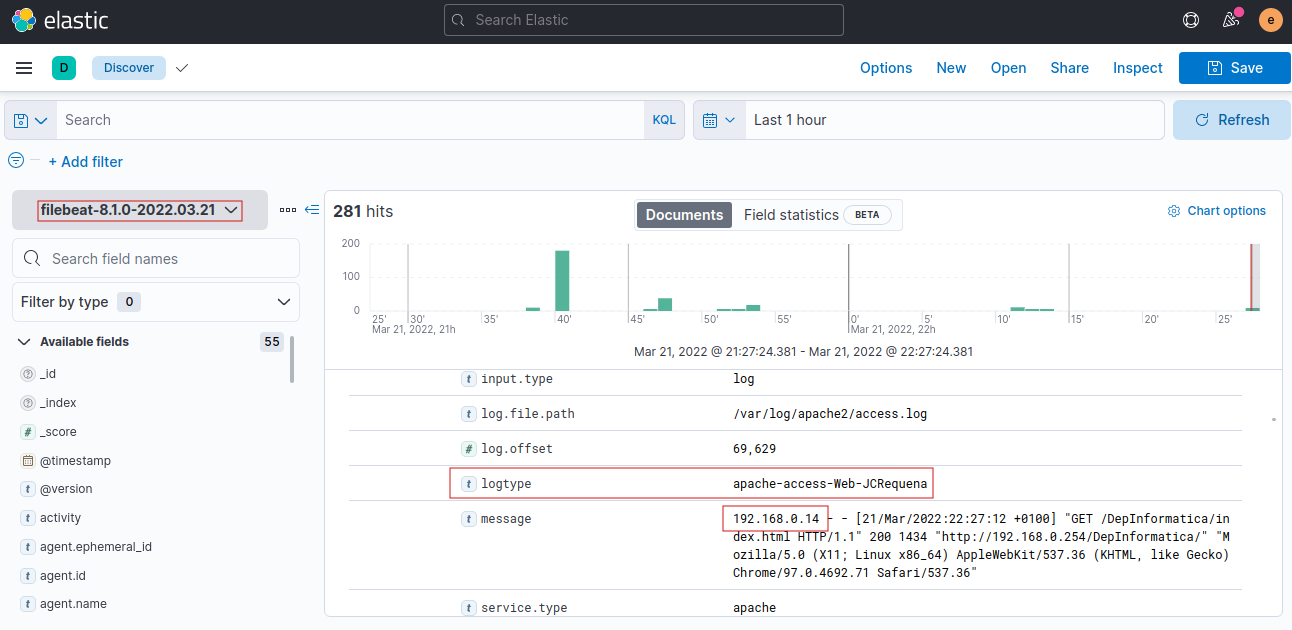 elastic
Search Elastic
e
D
Discover
Options
New
Open
Share
Inspect
Save
Search
KQL
Last 1 hour
Refresh
+ Add filter
filebeat-8.1.0-2022.03.21
281 hits
Documents
Field statistics
BETA
Chart options
Search field names
Filter by type 0
Available fields 55
? _id
? _index
# _score
@timestamp
t @version
t activity
t agent.ephemeral_id
t agent.id
t agent.name
200
100
0
25' 30' 35' 40' 45' 50' 55' 0' 5' 10' 15' 20' 25'
Mar 21, 2022, 21h Mar 21, 2022, 22h
Mar 21, 2022 @ 21:27:24.381 - Mar 21, 2022 @ 22:27:24.381
t input.type log
t log.file.path /var/log/apache2/access.log
# log.offset 69,629
t logtype apache-access-Web-JCRequena
t message 192.168.0.14 - - [21/Mar/2022:22:27:12 +0100] "GET /DepInformatica/in
dex.html HTTP/1.1" 200 1434 "http://192.168.0.254/DepInformatica/" "M
ozilla/5.0 (X11; Linux x86_64) AppleWebKit/537.36 (KHTML, like Gecko)
Chrome/97.0.4692.71 Safari/537.36"
t service.type apache